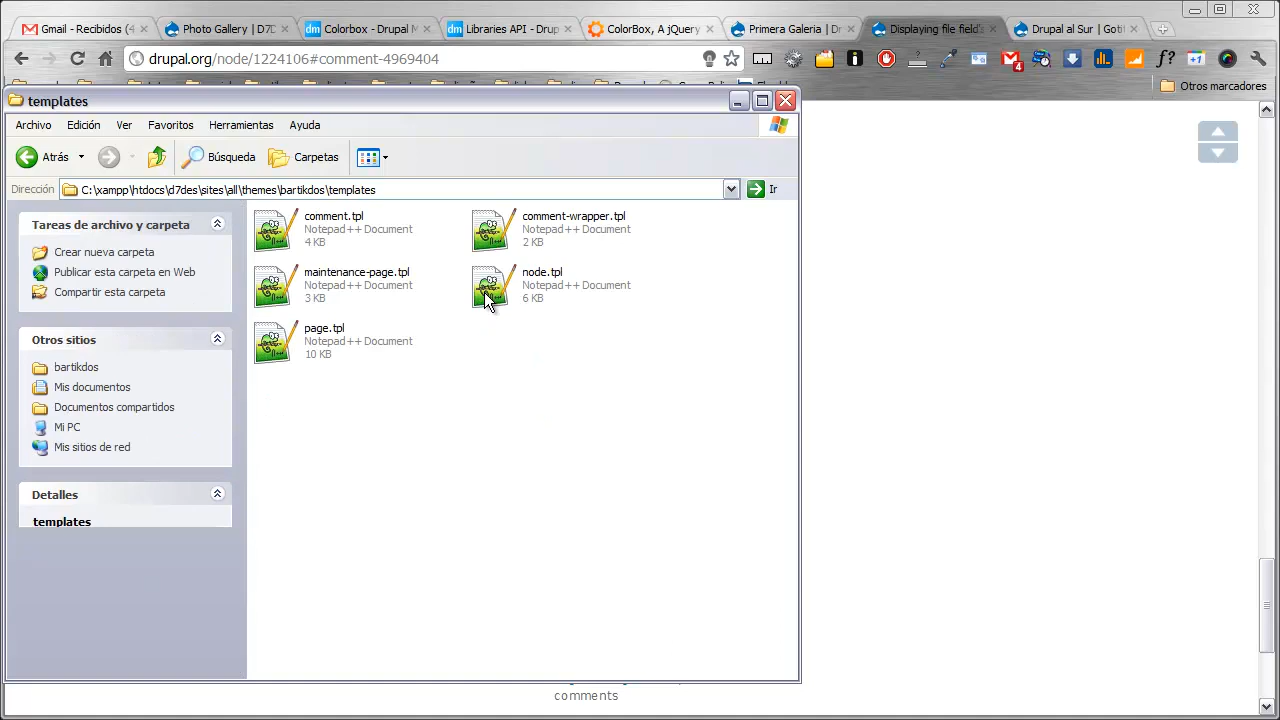 Gmail - Recibidos (4
Photo Gallery | D7C
Colorbox - Drupal M
Libraries API - Drup
ColorBox, A jQuery
Primera Galeria | Dr
Displaying file field's
Drupal al Sur | Goti
drupal.org/node/1224106#comment-4969404
4
f?
+1
Otros marcadores
templates
Archivo
Edición
Ver
Favoritos
Herramientas
Ayuda
Atrás
Búsqueda
Carpetas
Dirección
C:\xampp\htdocs\d7des\sites\all\themes\bartikdos\templates
Ir
Tareas de archivo y carpeta
Crear nueva carpeta
Publicar esta carpeta en Web
Compartir esta carpeta
Otros sitios
bartikdos
Mis documentos
Documentos compartidos
Mi PC
Mis sitios de red
Detalles
templates
comment.tpl
Notepad++ Document
4 KB
comment-wrapper.tpl
Notepad++ Document
2 KB
maintenance-page.tpl
Notepad++ Document
3 KB
node.tpl
Notepad++ Document
6 KB
page.tpl
Notepad++ Document
10 KB
comments